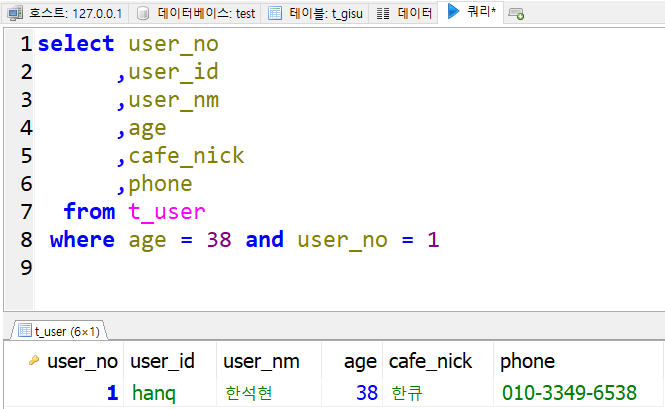 호스트: 127.0.0.1 데이터베이스: test 테이블: t_gisu 데이터 쿼리*
1 select user_no
2 ,user_id
3 ,user_nm
4 ,age
5 ,cafe_nick
6 ,phone
7 from t_user
8 where age = 38 and user_no = 1
9
t_user (6×1)
user_no user_id user_nm age cafe_nick phone
1 hanq 한석현 38 한큐 010-3349-6538